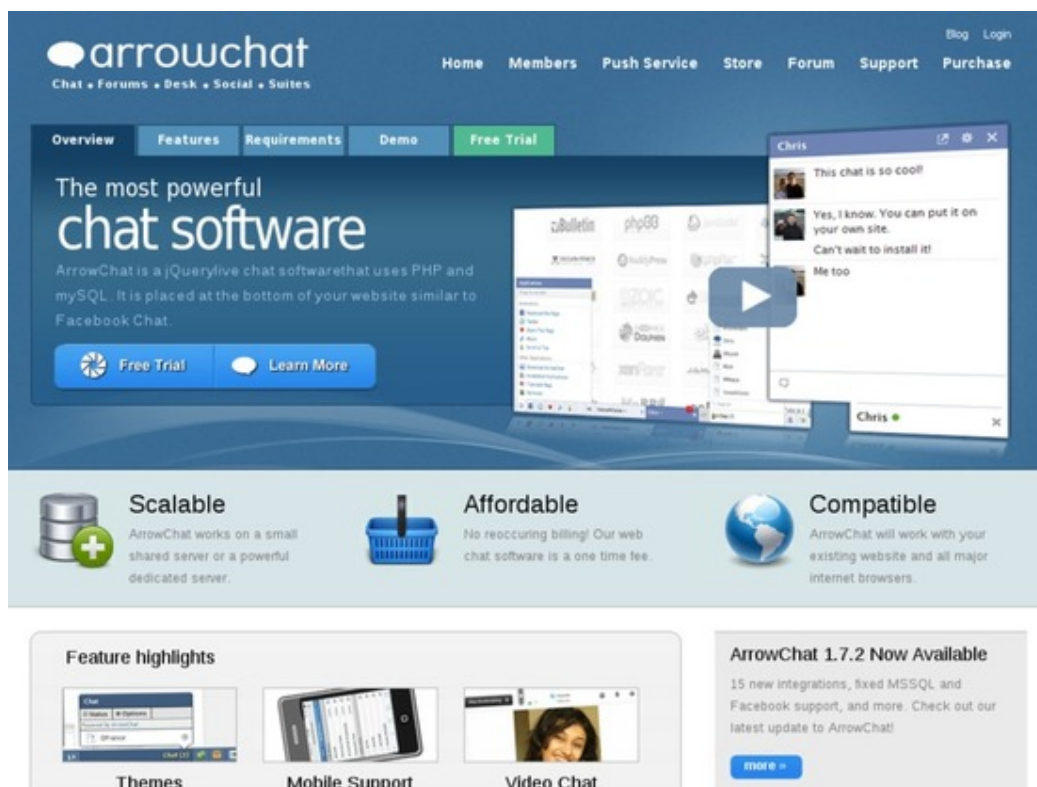 arrowchat
Chat • Forums • Desk • Social • Suites
Blog Login
Home Members Push Service Store Forum Support Purchase
Overview Features Requirements Demo Free Trial
The most powerful
chat software
ArrowChat is a jQuerylive chat softwarethat uses PHP and
mySQL. It is placed at the bottom of your website similar to
Facebook Chat.
Free Trial Learn More
zBulletin phpBB
Chris
This chat is so cool!
Yes, I know. You can put it on
your own site.
Can't wait to install it!
Me too
Chris
Scalable
ArrowChat works on a small
shared server or a powerful
dedicated server.
Affordable
No reoccuring billing! Our web
chat software is a one time fee.
Compatible
ArrowChat will work with your
existing website and all major
internet browsers.
Feature highlights
Chat
Status Options
Themes
Mobile Support
Video Chat
ArrowChat 1.7.2 Now Available
15 new integrations, fixed MSSQL and
Facebook support, and more. Check out our
latest update to ArrowChat!
more »